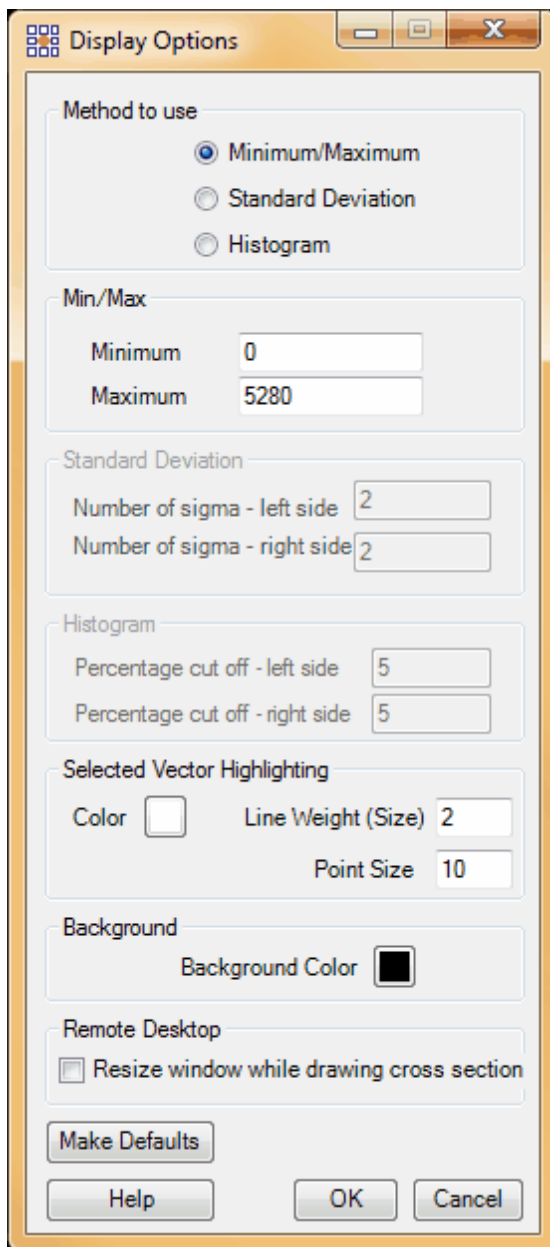 Display Options
Method to use
Minimum/Maximum
Standard Deviation
Histogram
Min/Max
Minimum 0
Maximum 5280
Standard Deviation
Number of sigma - left side 2
Number of sigma - right side 2
Histogram
Percentage cut off - left side 5
Percentage cut off - right side 5
Selected Vector Highlighting
Color Line Weight (Size) 2
Point Size 10
Background
Background Color
Remote Desktop
Resize window while drawing cross section
Make Defaults
Help OK Cancel